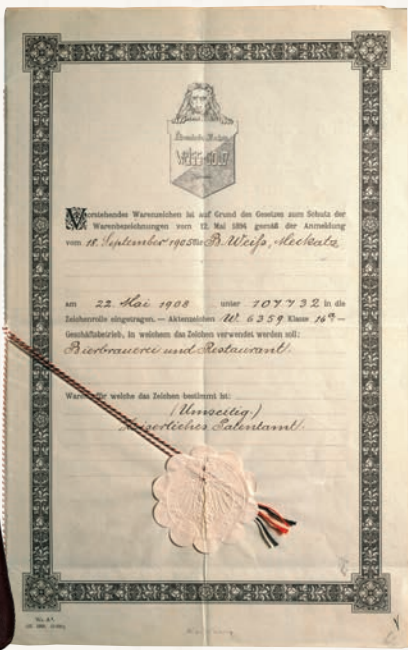 WEISS-GOLD
Vorstehendes Warenzeichen ist auf Grund des Gesetzes zum Schutz der
Warenbezeichnungen vom 12. Mai 1894 gemäß der Anmeldung
vom 18. September 1905 für B. Weiß, Meckatz
am 22. Mai 1908 unter 107732 in die
Zeichenrolle eingetragen. — Aktenzeichen W. 6359 Klasse 16a —
Geschäftsbetrieb, in welchem das Zeichen verwendet werden soll:
Bierbrauerei und Restaurant.
Waren, für welche das Zeichen bestimmt ist:
(Umseitig.)
Kaiserliches Patentamt.